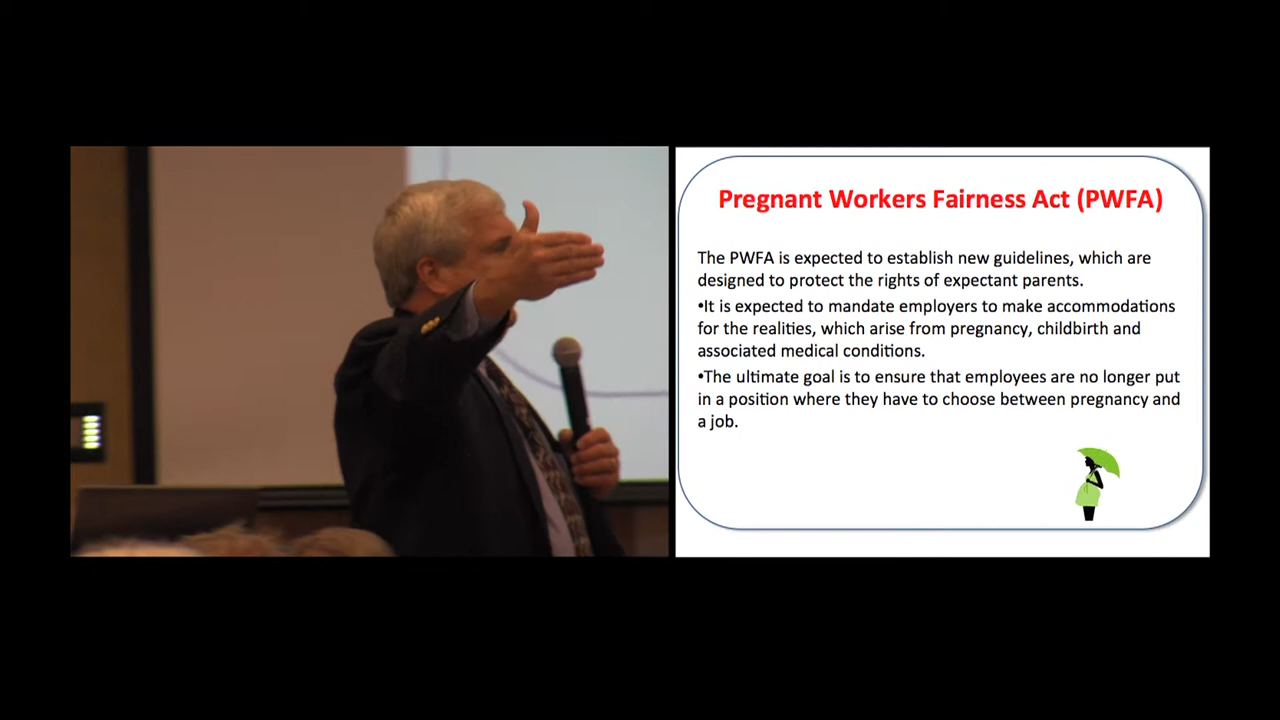 Pregnant Workers Fairness Act (PWFA)
The PWFA is expected to establish new guidelines, which are
designed to protect the rights of expectant parents.
•It is expected to mandate employers to make accommodations
for the realities, which arise from pregnancy, childbirth and
associated medical conditions.
•The ultimate goal is to ensure that employees are no longer put
in a position where they have to choose between pregnancy and
a job.